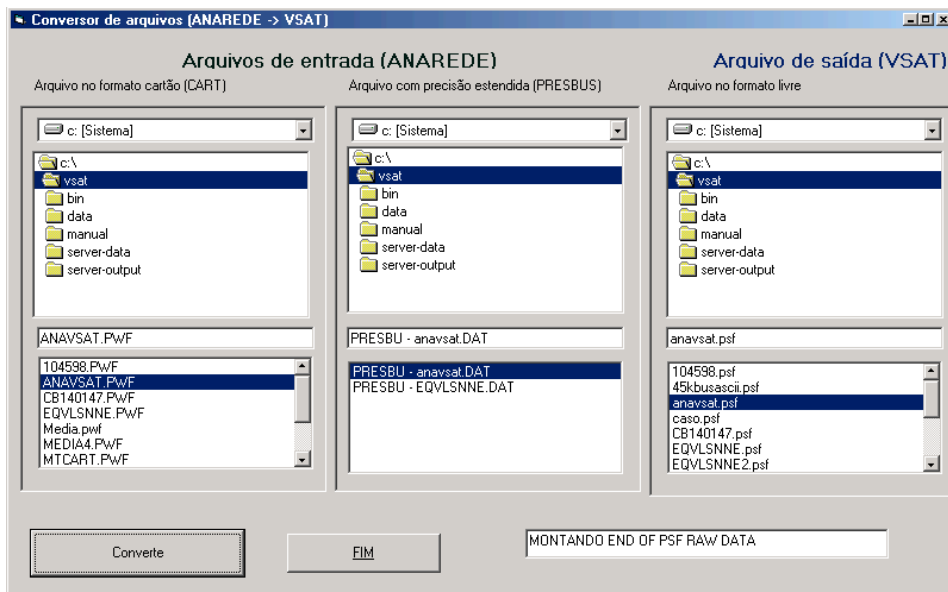 Conversor de arquivos (ANAREDE -> VSAT)
Arquivos de entrada (ANAREDE)
Arquivo de saída (VSAT)
Arquivo no formato cartão (CART)
Arquivo com precisão estendida (PRESBUS)
Arquivo no formato livre
c: [Sistema]
c:\
vsat
bin
data
manual
server-data
server-output
ANAVSAT.PWF
104598.PWF
ANAVSAT.PWF
CB140147.PWF
EQVLSNNE.PWF
Media.pwf
MEDIA4.PWF
MTCART.PWF
c: [Sistema]
c:\
vsat
bin
data
manual
server-data
server-output
PRESBU - anavsat.DAT
PRESBU - anavsat.DAT
PRESBU - EQVLSNNE.DAT
c: [Sistema]
c:\
vsat
bin
data
manual
server-data
server-output
anavsat.psf
104598.psf
45kbusascii.psf
anavsat.psf
caso.psf
CB140147.psf
EQVLSNNE.psf
EQVLSNNE2.psf
Converte
FIM
MONTANDO END OF PSF RAW DATA